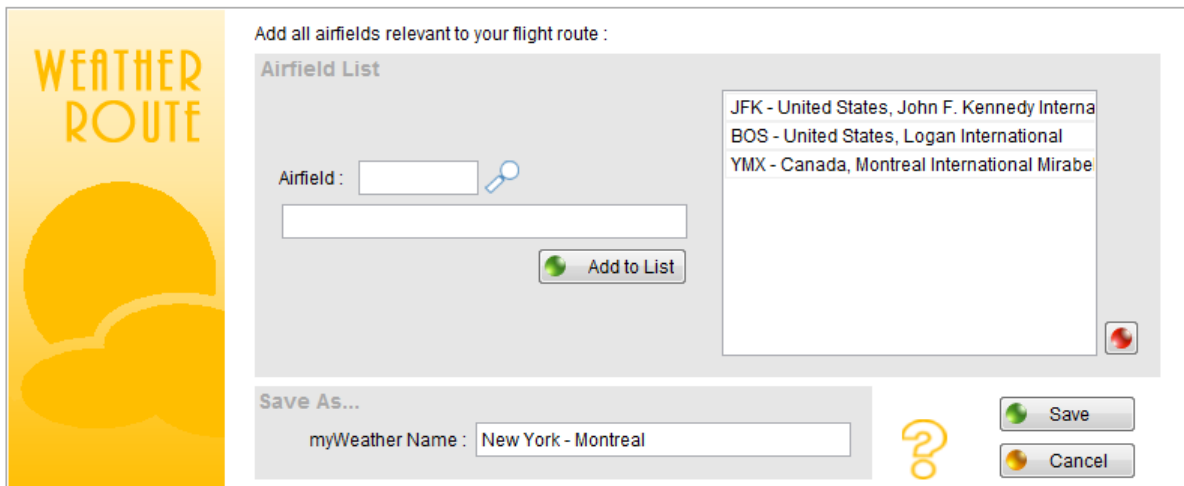 WEATHER
ROUTE
Add all airfields relevant to your flight route :
Airfield List
JFK - United States, John F. Kennedy Interna
BOS - United States, Logan International
YMX - Canada, Montreal International Mirabel
Airfield :
Add to List
Save As...
myWeather Name : New York - Montreal
?
Save
Cancel